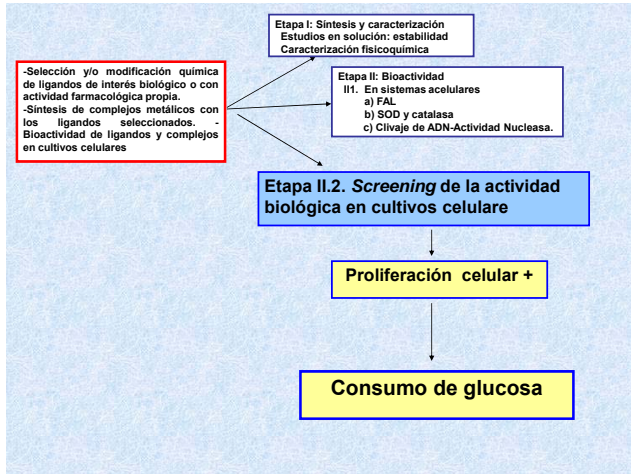 Etapa I: Síntesis y caracterización
Estudios en solución: estabilidad
Caracterización fisicoquímica
-Selección y/o modificación química
de ligandos de interés biológico o con
actividad farmacológica propia.
-Síntesis de complejos metálicos con
los ligandos seleccionados. -
Bioactividad de ligandos y complejos
en cultivos celulares
Etapa II: Bioactividad
II1. En sistemas acelulares
a) FAL
b) SOD y catalasa
c) Clivaje de ADN-Actividad Nucleasa.
Etapa II.2. Screening de la actividad
biológica en cultivos celulare
Proliferación celular +
Consumo de glucosa